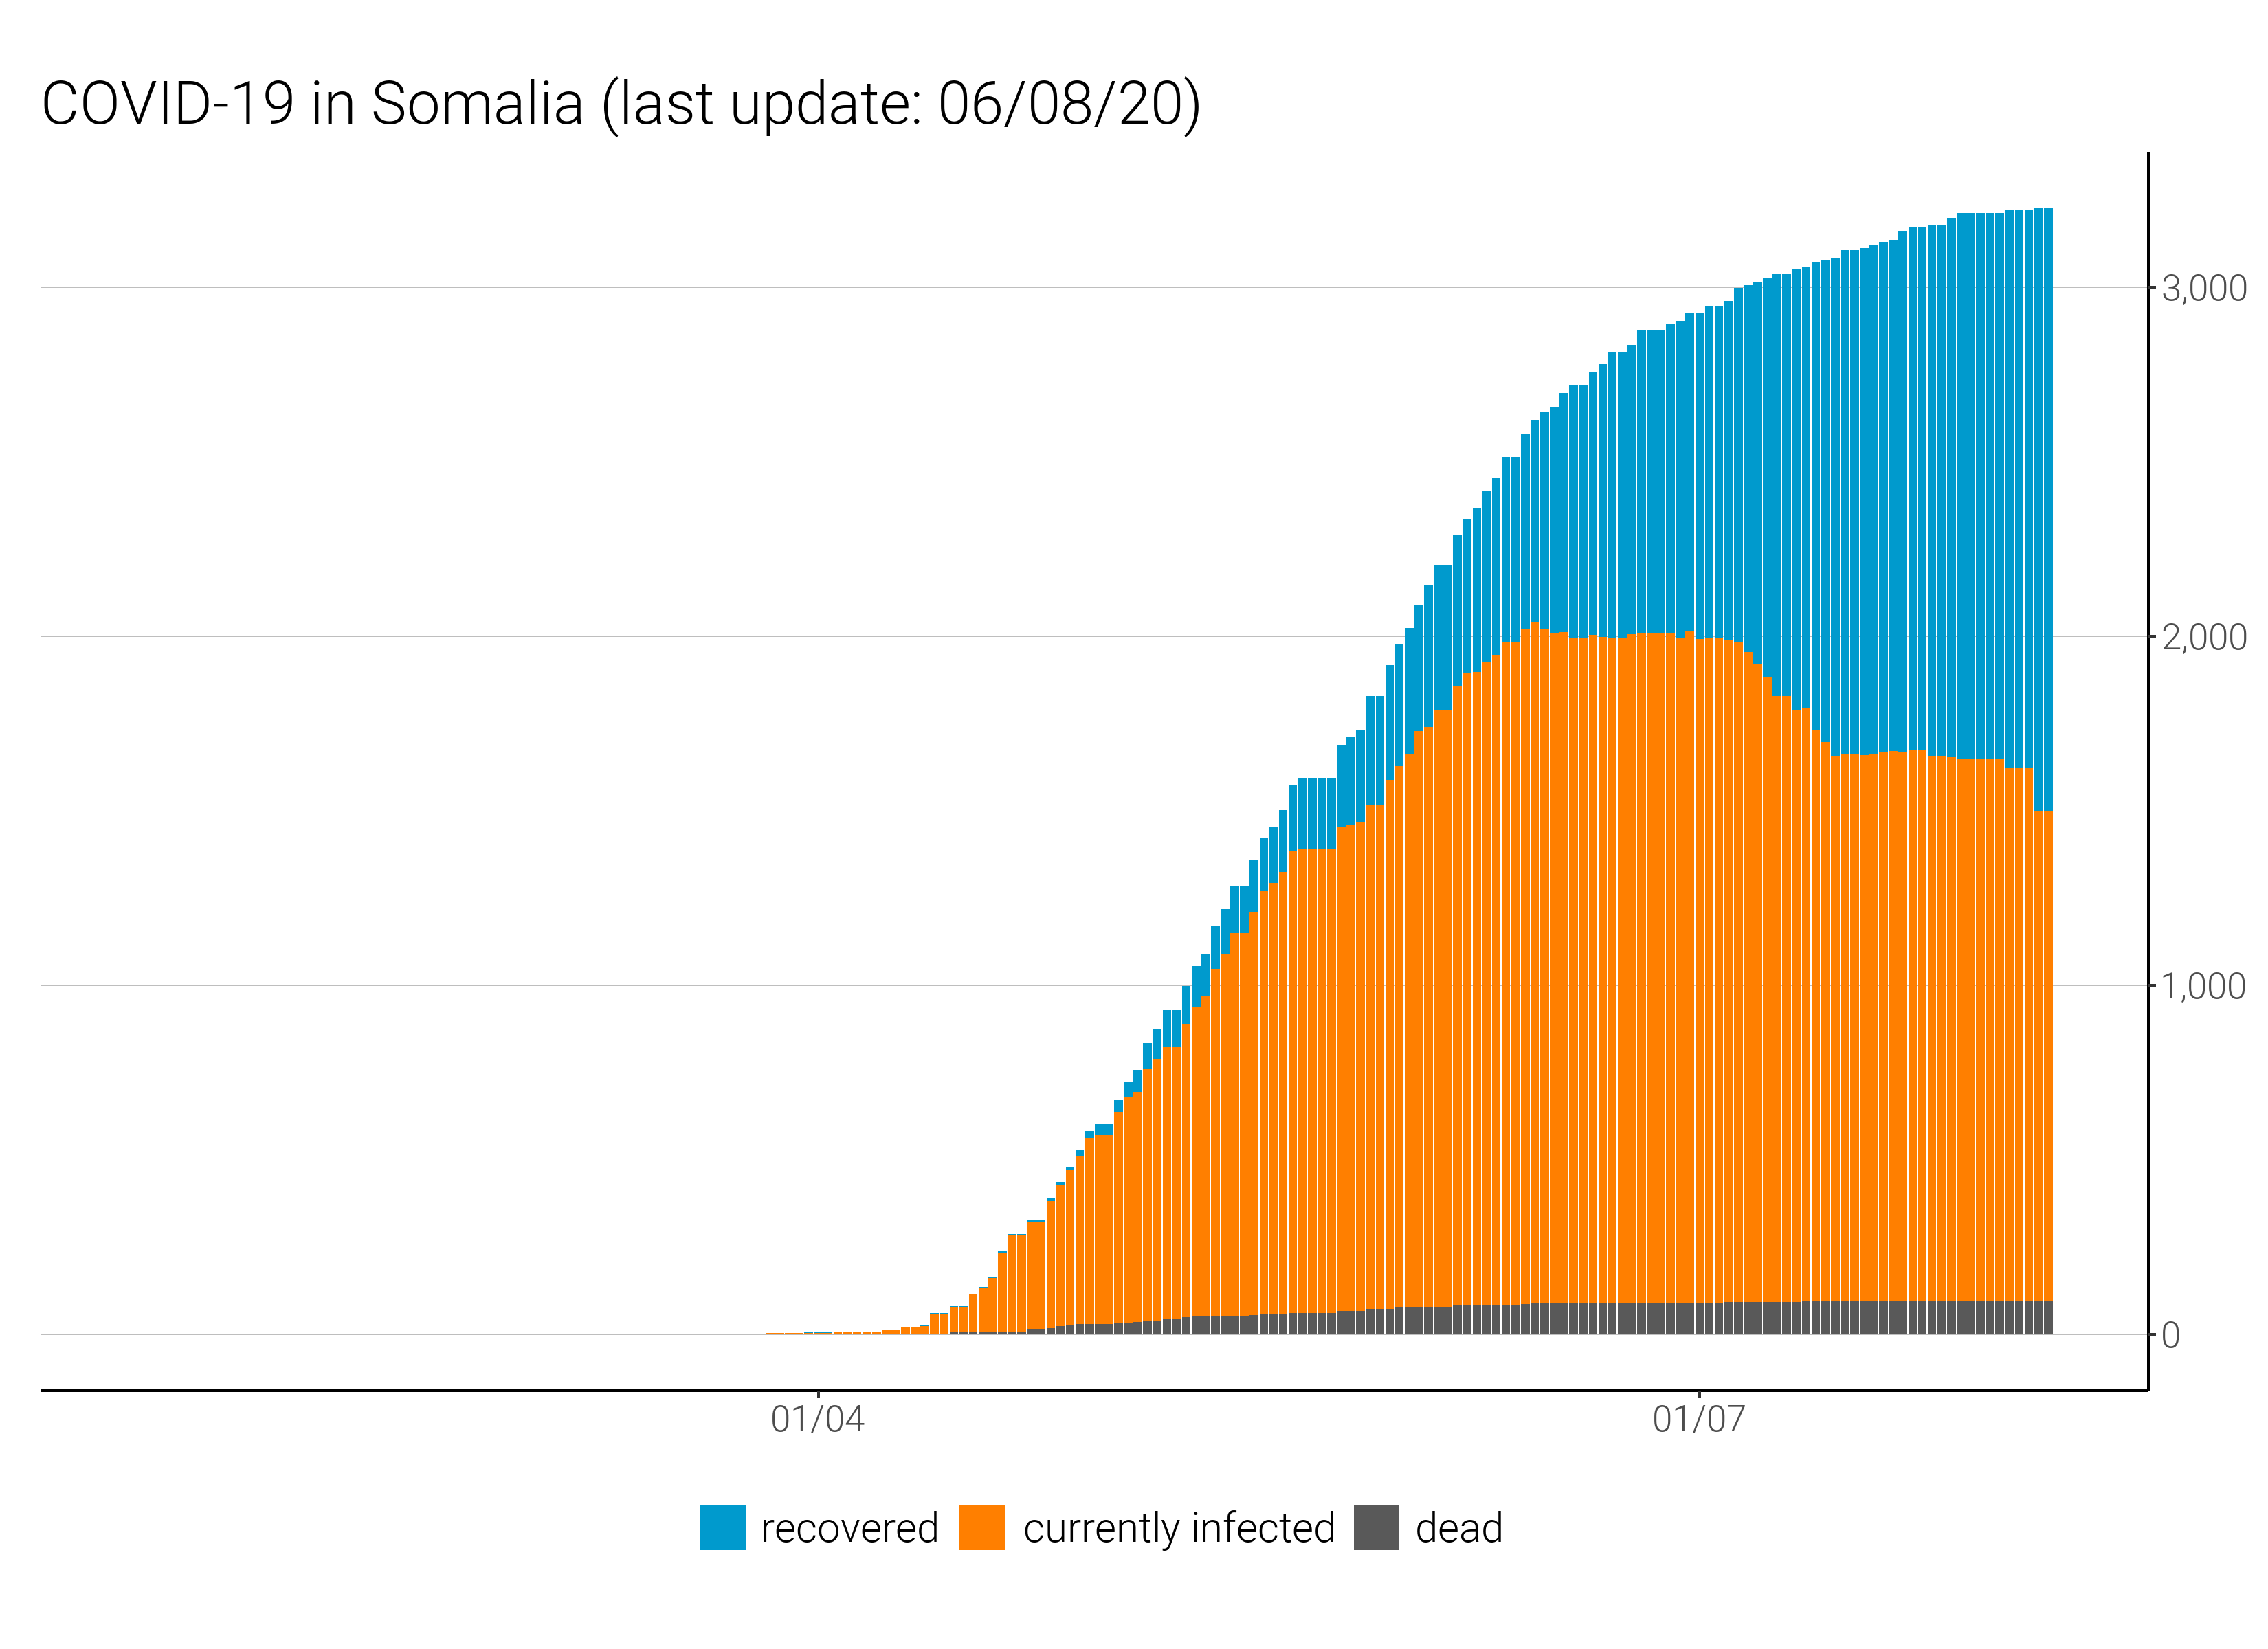 COVID-19 in Somalia (last update: 06/08/20)
3,000
2,000
1,000
0
01/04 01/07
recovered currently infected dead